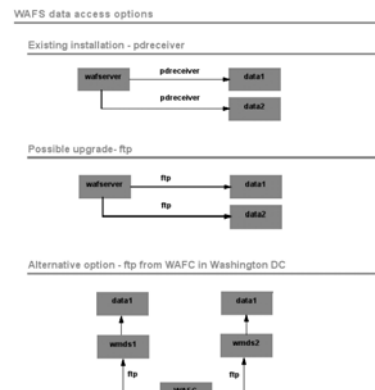 WAFS data access options
Existing installation - pdreceiver
wafserver
pdreceiver
data1
pdreceiver
data2
Possible upgrade- ftp
wafserver
ftp
data1
ftp
data2
Alternative option - ftp from WAFC in Washington DC
data1
data1
wmds1
wmds2
ftp
ftp
WAFC